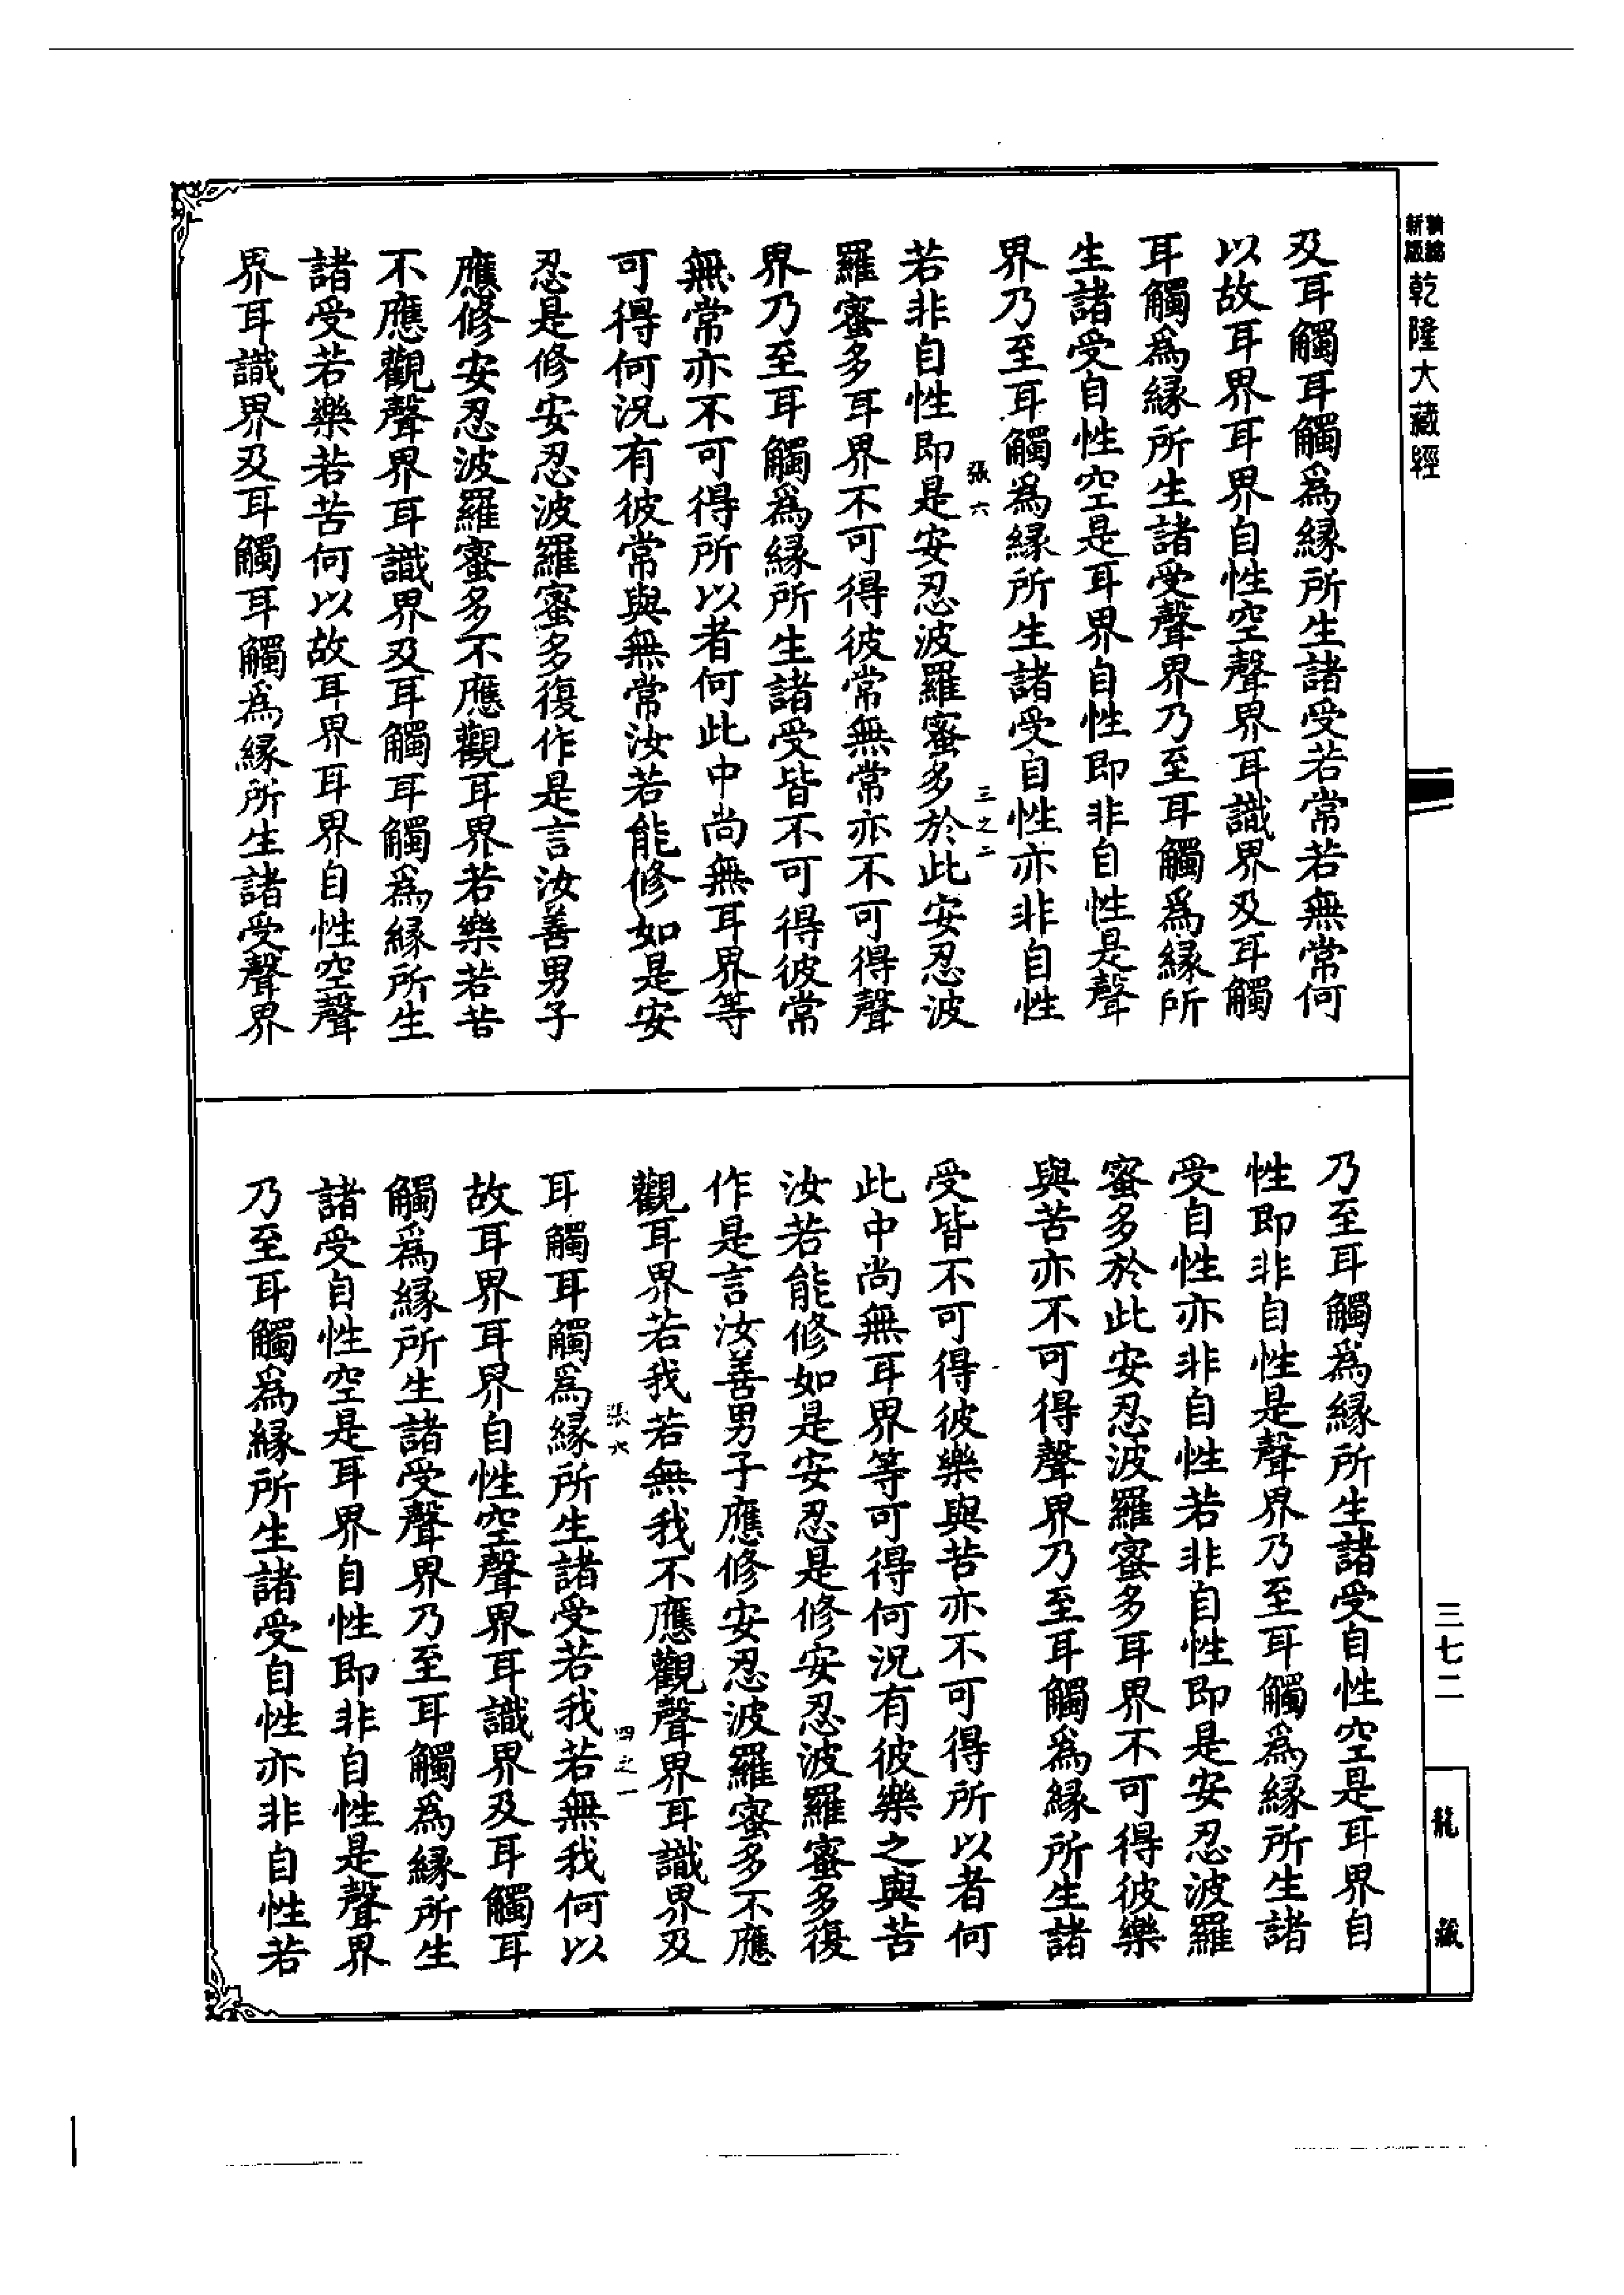 新編
新版
乾隆大藏經
及耳觸耳觸爲緣所生諸受若常若無常何
以故耳界耳界自性空聲界耳識界及耳觸
耳觸爲緣所生諸受聲界乃至耳觸爲緣所
生諸受自性空是耳界自性即非自性是聲
界乃至耳觸爲緣所生諸受自性亦非自性
張六
三之二
若非自性即是安忍波羅蜜多於此安忍波
羅蜜多耳界不可得彼常無常亦不可得聲
界乃至耳觸爲緣所生諸受皆不可得彼常
無常亦不可得所以者何此中尚無耳界等
可得何況有彼常與無常汝若能修如是安
忍是修安忍波羅蜜多復作是言汝善男子
應修安忍波羅蜜多不應觀耳界若樂若苦
不應觀聲界耳識界及耳觸耳觸爲緣所生
諸受若樂若苦何以故耳界耳界自性空聲
界耳識界及耳觸耳觸爲緣所生諸受聲界
乃至耳觸爲緣所生諸受自性空是耳界自
性即非自性是聲界乃至耳觸爲緣所生諸
受自性亦非自性若非自性即是安忍波羅
蜜多於此安忍波羅蜜多耳界不可得彼樂
與苦亦不可得聲界乃至耳觸爲緣所生諸
受皆不可得彼樂與苦亦不可得所以者何
此中尚無耳界等可得何況有彼樂之與苦
汝若能修如是安忍是修安忍波羅蜜多復
作是言汝善男子應修安忍波羅蜜多不應
觀耳界若我若無我不應觀聲界耳識界及
張六
四之一
耳觸耳觸爲緣所生諸受若我若無我何以
故耳界耳界自性空聲界耳識界及耳觸耳
觸爲緣所生諸受聲界乃至耳觸爲緣所生
諸受自性空是耳界自性即非自性是聲界
乃至耳觸爲緣所生諸受自性亦非自性若
三七二
龍藏